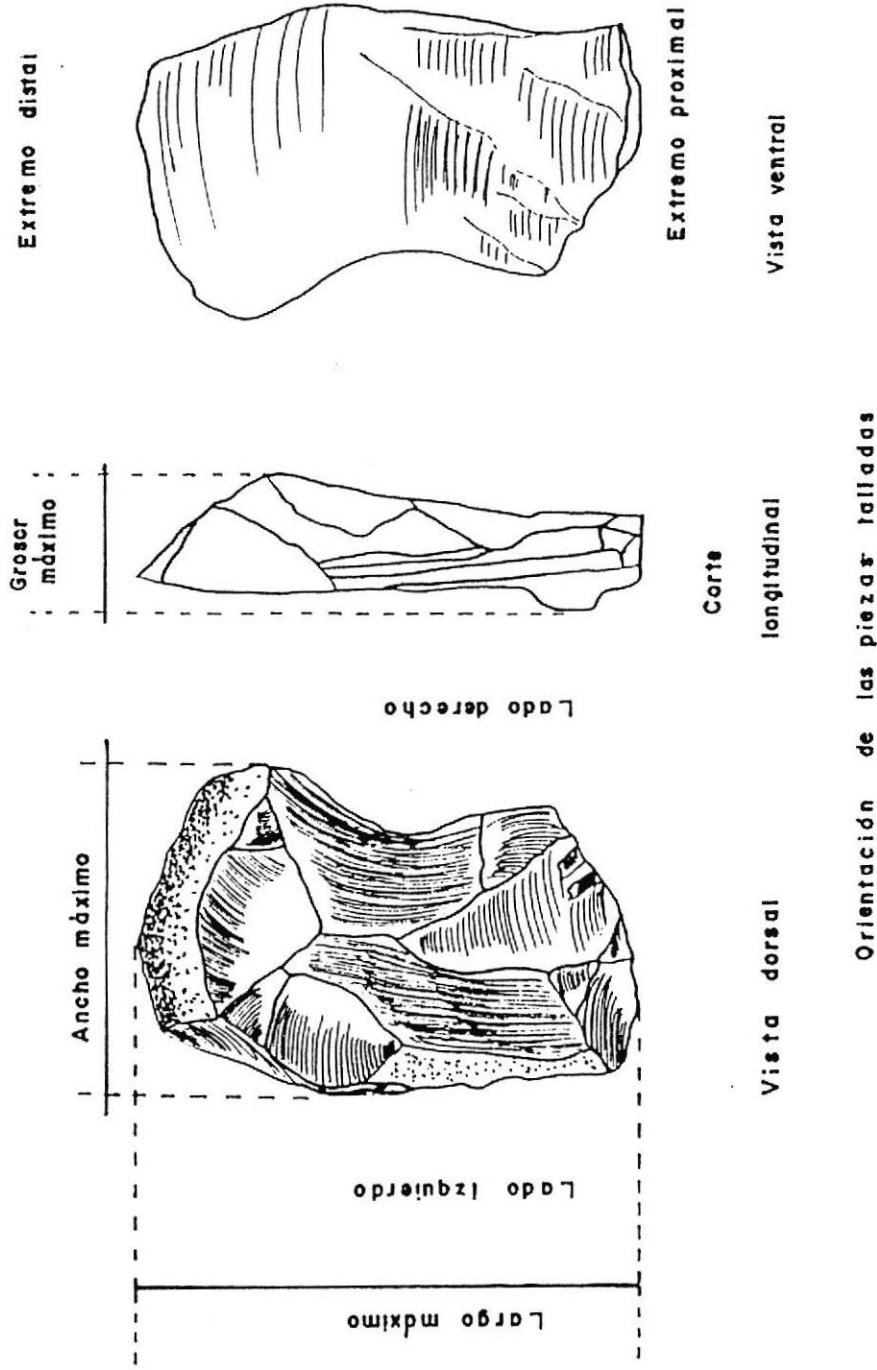 Extremo distal
Grosor
máximo
Ancho máximo
Largo máximo
Lado izquierdo
Lado derecho
Extremo proximal
Vista dorsal
Corte
longitudinal
Vista ventral
Orientación de las piezas talladas